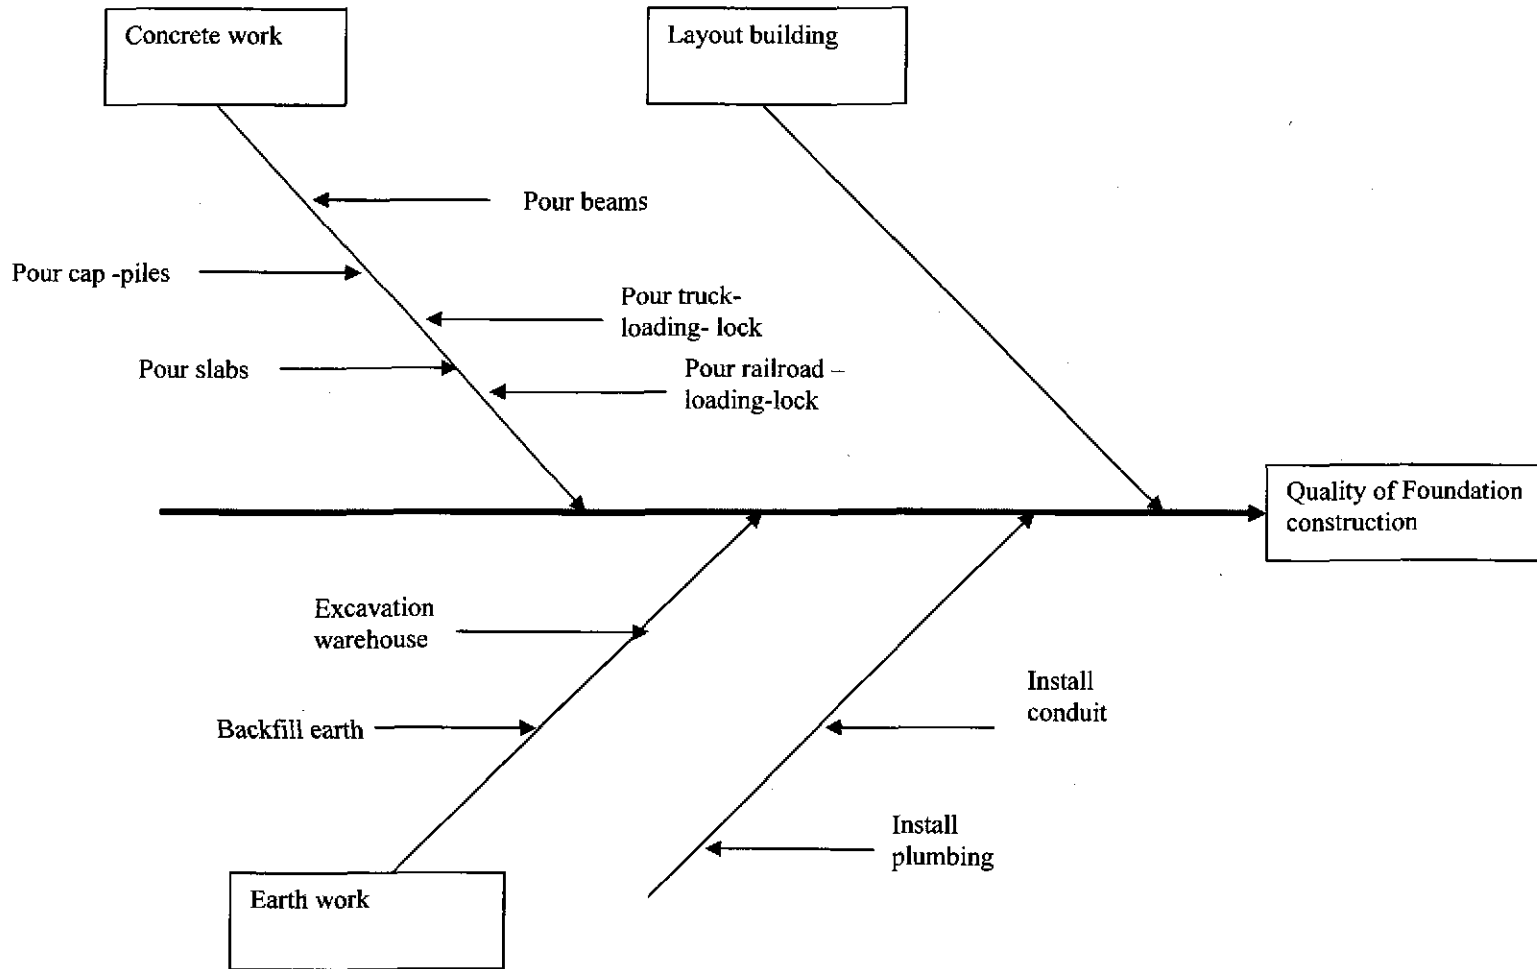 Concrete work
Layout building
Pour beams
Pour cap -piles
Pour truck-
loading- lock
Pour slabs
Pour railroad –
loading-lock
Quality of Foundation
construction
Excavation
warehouse
Install
conduit
Backfill earth
Install
plumbing
Earth work